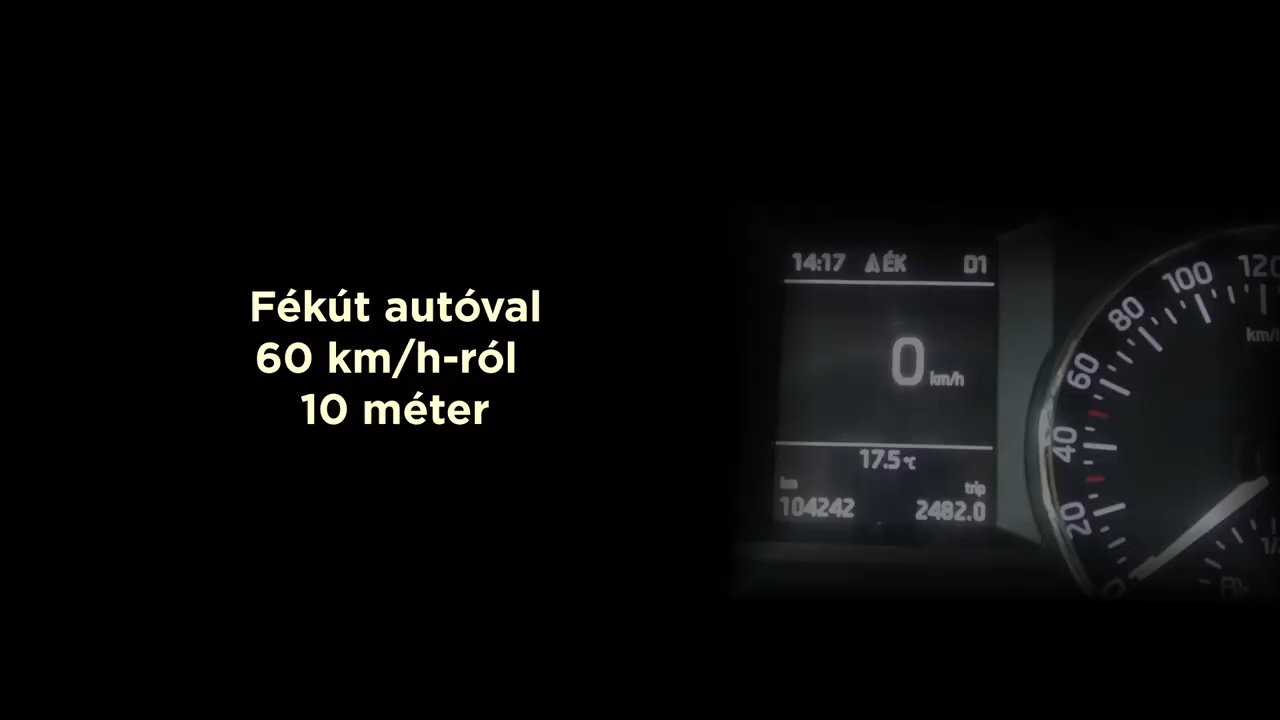 Fékút autóval
60 km/h-ról
10 méter
14:17 AÉK D1
0 km/h
17.5 °C
km trip
104242 2482.0
120
100
80
60
40
20
0
km/h